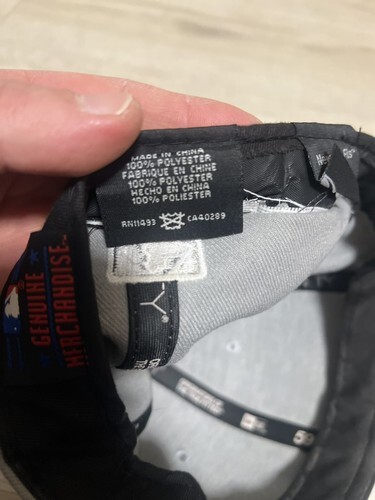 MADE IN CHINA
100% POLYESTER
FABRIQUE EN CHINE
100% POLYESTER
HECHO EN CHINA
100% POLIESTER
RN11493 CA40289
GENUINE
MERCHANDISE